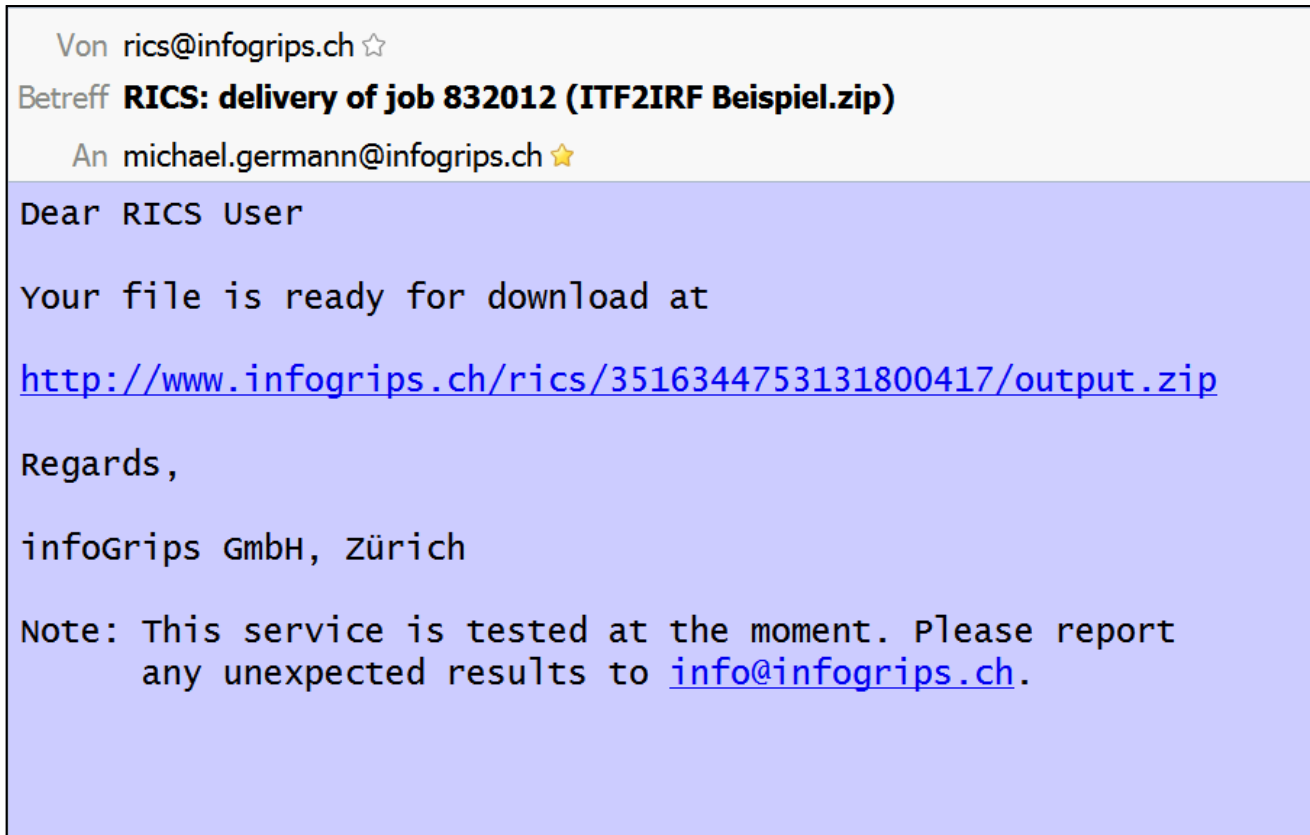 Von rics@infogrips.ch
Betreff RICS: delivery of job 832012 (ITF2IRF Beispiel.zip)
An michael.germann@infogrips.ch
Dear RICS User
Your file is ready for download at
http://www.infogrips.ch/rics/3516344753131800417/output.zip
Regards,
infoGrips GmbH, Zürich
Note: This service is tested at the moment. Please report
any unexpected results to info@infogrips.ch.